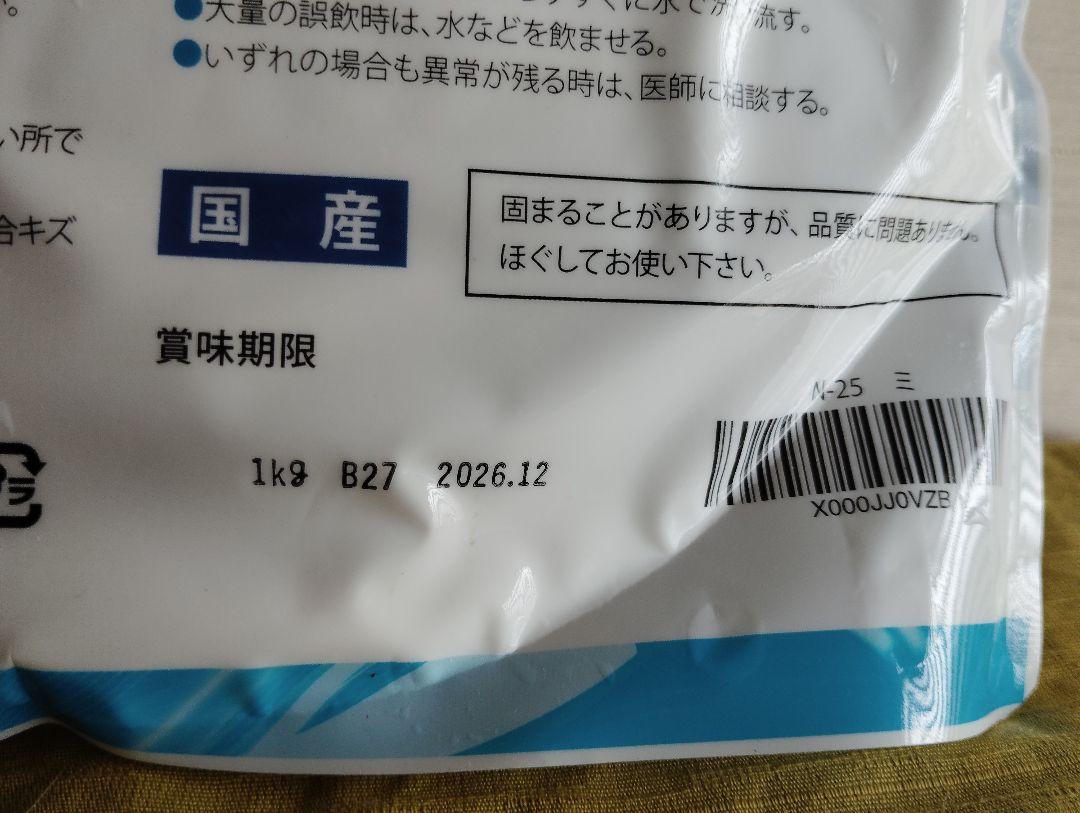 ●大量の誤飲時は、水などを飲ませる。
●いずれの場合も異常が残る時は、医師に相談する。
い所で
合キズ
国 産
固まることがありますが、品質に問題ありません。
ほぐしてお使い下さい。
賞味期限
N-25 ミ
1kg B27 2026.12
X000JJ0VZB
ラ